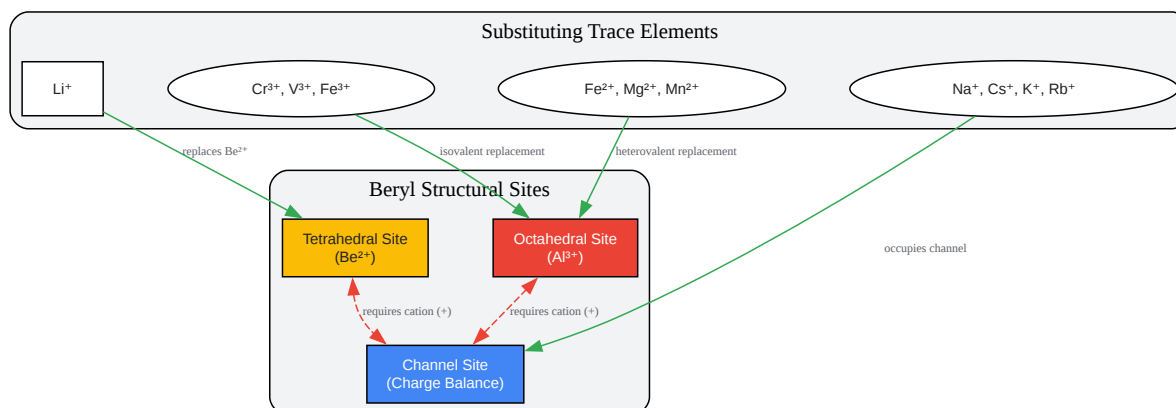 Substituting Trace Elements
Li⁺
Cr³⁺, V³⁺, Fe³⁺
Fe²⁺, Mg²⁺, Mn²⁺
Na⁺, Cs⁺, K⁺, Rb⁺
replaces Be²⁺
isovalent replacement
heterovalent replacement
Beryl Structural Sites
Tetrahedral Site
(Be²⁺)
Octahedral Site
(Al³⁺)
occupies channel
requires cation (+)
requires cation (+)
Channel Site
(Charge Balance)